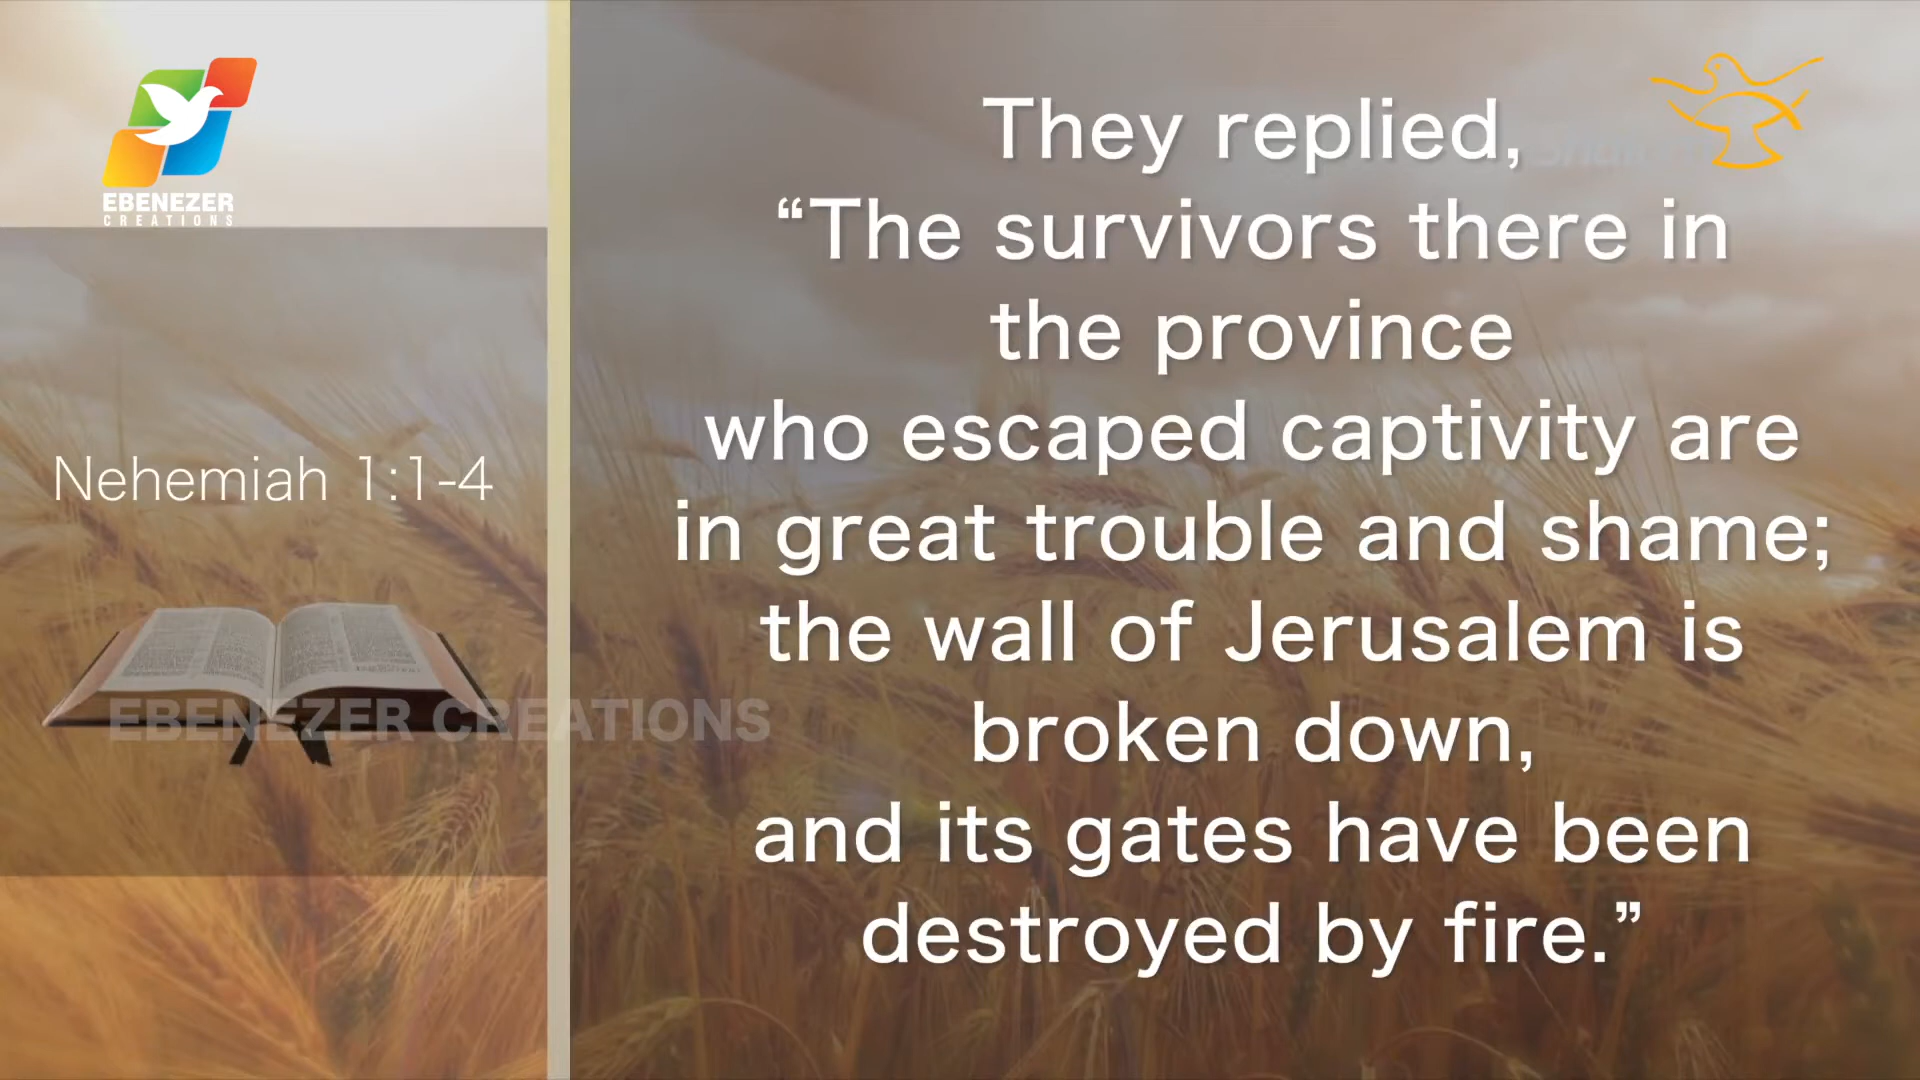 EBENEZER
CREATIONS
Nehemiah 1:1-4
EBENEZER CREATIONS
They replied,
“The survivors there in
the province
who escaped captivity are
in great trouble and shame;
the wall of Jerusalem is
broken down,
and its gates have been
destroyed by fire.”